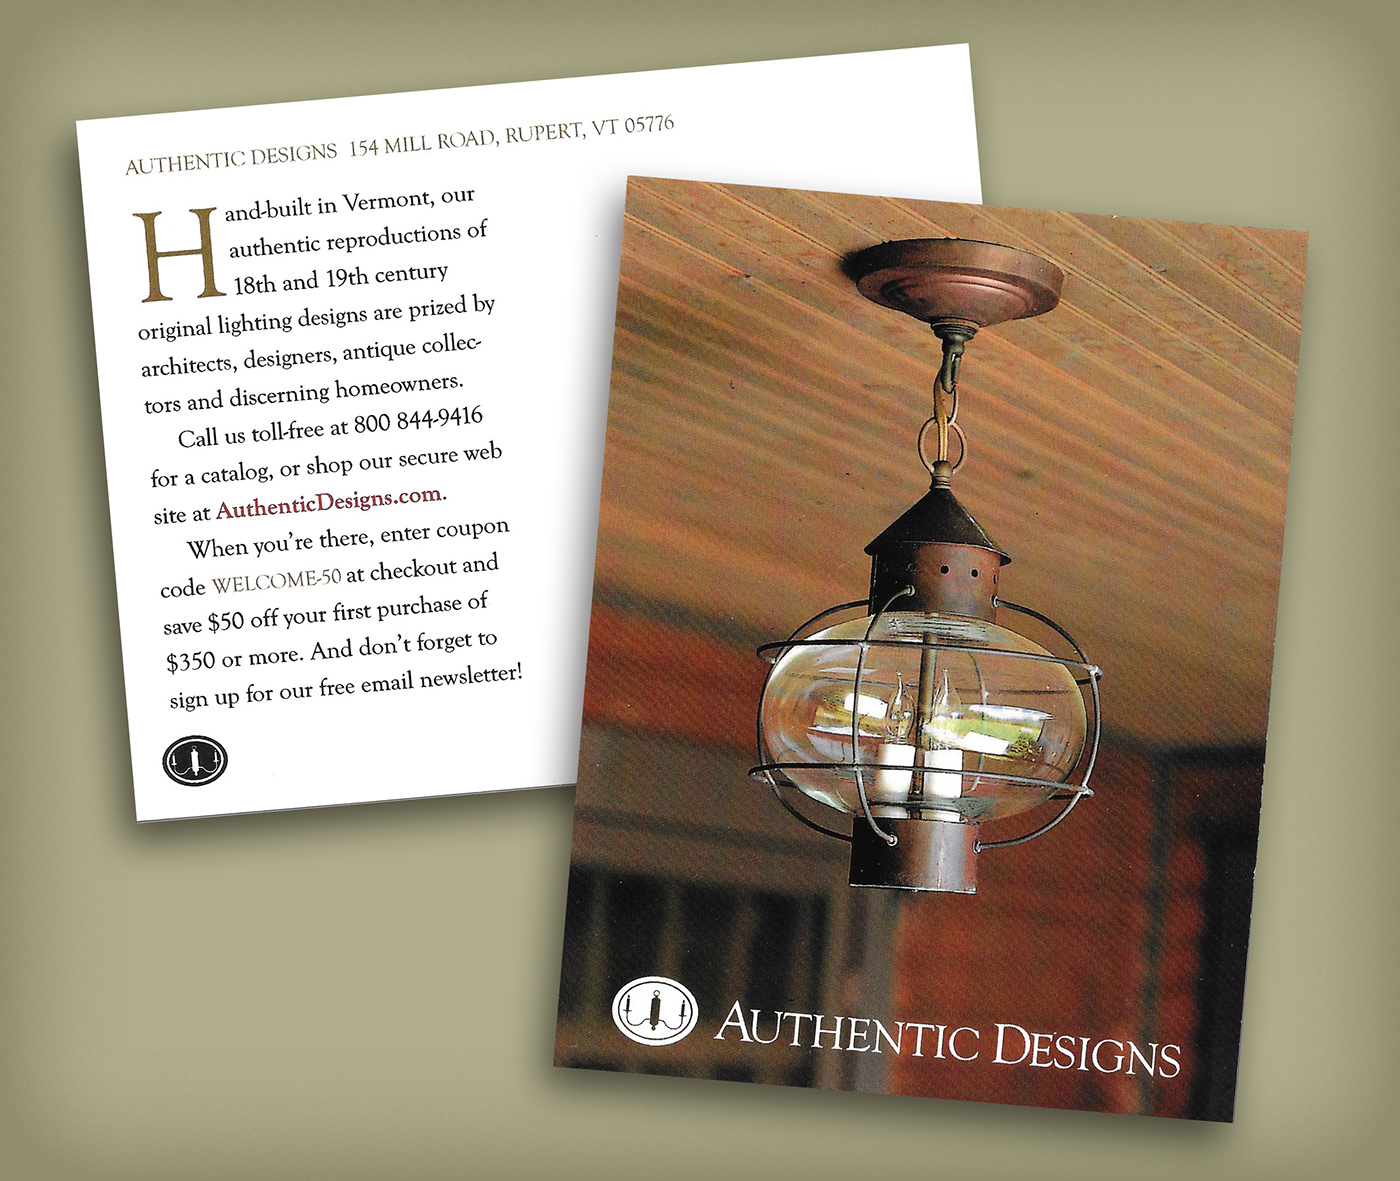 AUTHENTIC DESIGNS 154 MILL ROAD, RUPERT, VT 05776
Hand-built in Vermont, our
authentic reproductions of
18th and 19th century
original lighting designs are prized by
architects, designers, antique collec-
tors and discerning homeowners.
Call us toll-free at 800 844-9416
for a catalog, or shop our secure web
site at AuthenticDesigns.com.
When you're there, enter coupon
code WELCOME-50 at checkout and
save $50 off your first purchase of
$350 or more. And don't forget to
sign up for our free email newsletter!
AUTHENTIC DESIGNS